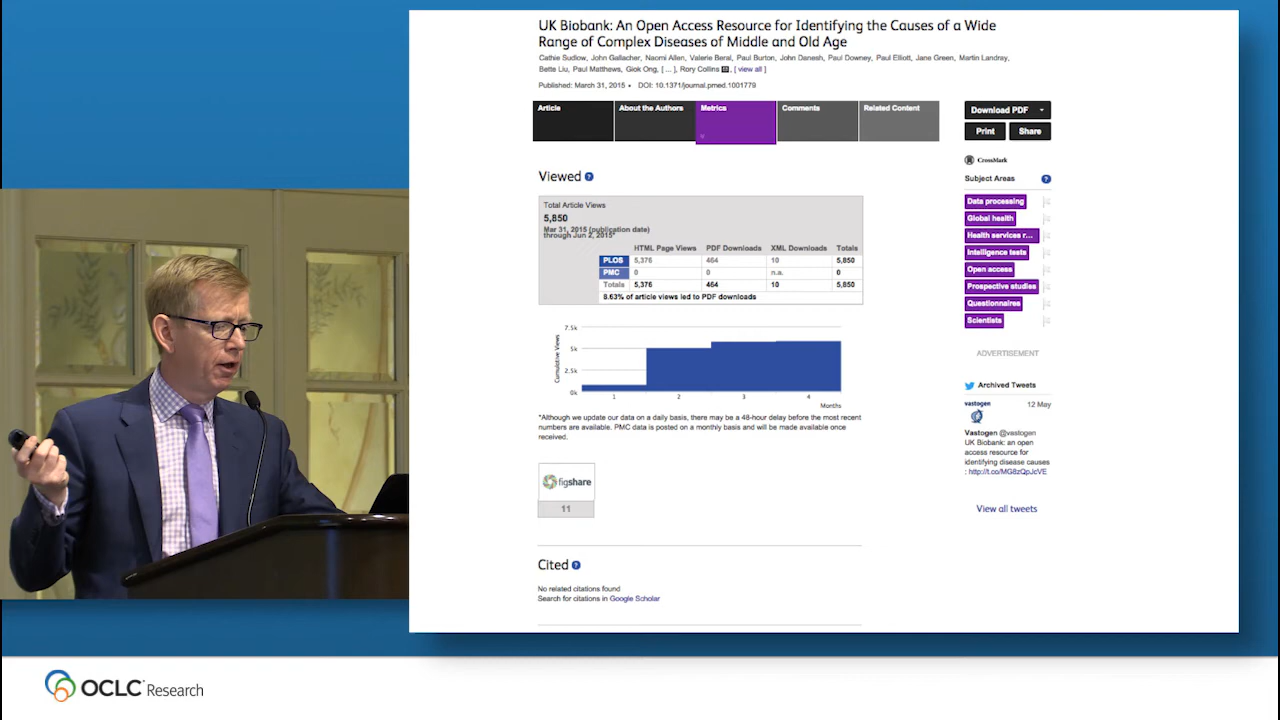 UK Biobank: An Open Access Resource for Identifying the Causes of a Wide
Range of Complex Diseases of Middle and Old Age
Cathie Sudlow, John Gallacher, Naomi Allen, Valerie Beral, Paul Burton, John Danesh, Paul Downey, Paul Elliott, Jane Green, Martin Landray,
Bette Liu, Paul Matthews, Giok Ong, [ ... ], Rory Collins [ view all ]
Published: March 31, 2015 • DOI: 10.1371/journal.pmed.1001779
Article
About the Authors
Metrics
Comments
Related Content
Download PDF
Print
Share
CrossMark
Subject Areas ?
Data processing
Global health
Health services r...
Intelligence tests
Open access
Prospective studies
Questionnaires
Scientists
ADVERTISEMENT
Archived Tweets
vastogen 12 May
Vastogen @vastogen
UK Biobank: an open
access resource for
identifying disease causes
: http://t.co/MG8zQpJcVE
View all tweets
Viewed ?
Total Article Views
5,850
Mar 31, 2015 (publication date)
through Jun 2, 2015*
HTML Page Views PDF Downloads XML Downloads Totals
PLOS 5,376 464 10 5,850
PMC 0 0 n.a. 0
Totals 5,376 464 10 5,850
8.63% of article views led to PDF downloads
Cumulative Views
7.5k
5k
2.5k
0k
1 2 3 4
Months
*Although we update our data on a daily basis, there may be a 48-hour delay before the most recent
numbers are available. PMC data is posted on a monthly basis and will be made available once
received.
figshare
11
Cited ?
No related citations found
Search for citations in Google Scholar
OCLC Research